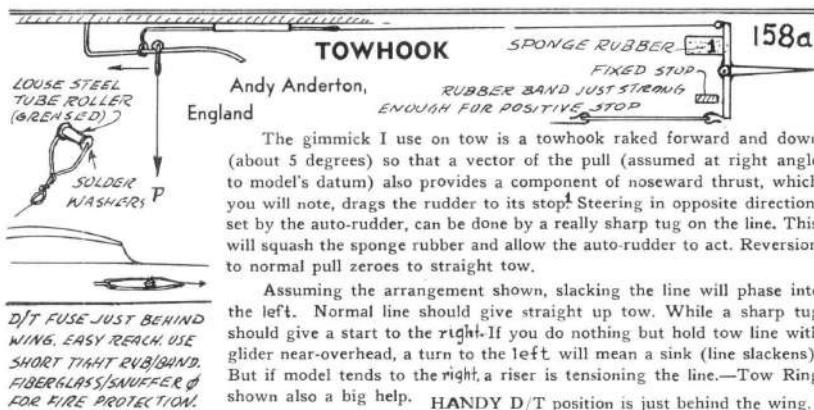 158a
TOWHOOK
Andy Anderton,
England
SPONGE RUBBER
1
FIXED STOP
RUBBER BAND JUST STRONG
ENOUGH FOR POSITIVE STOP
LOUSE STEEL
TUBE ROLLER
(GREASED)
SOLDER
WASHERS
P
The gimmick I use on tow is a towhook raked forward and down
(about 5 degrees) so that a vector of the pull (assumed at right angle
to model's datum) also provides a component of noseward thrust, which
you will note, drags the rudder to its stop.1 Steering in opposite direction
set by the auto-rudder, can be done by a really sharp tug on the line. This
will squash the sponge rubber and allow the auto-rudder to act. Reversion
to normal pull zeroes to straight tow.
Assuming the arrangement shown, slacking the line will phase into
the left. Normal line should give straight up tow. While a sharp tug
should give a start to the right. If you do nothing but hold tow line with
glider near-overhead, a turn to the left will mean a sink (line slackens).
But if model tends to the right, a riser is tensioning the line.—Tow Ring
shown also a big help.
HANDY D/T position is just behind the wing.
D/T FUSE JUST BEHIND
WING. EASY REACH. USE
SHORT TIGHT RUB/BAND.
FIBERGLASS/SNUFFER &
FOR FIRE PROTECTION.